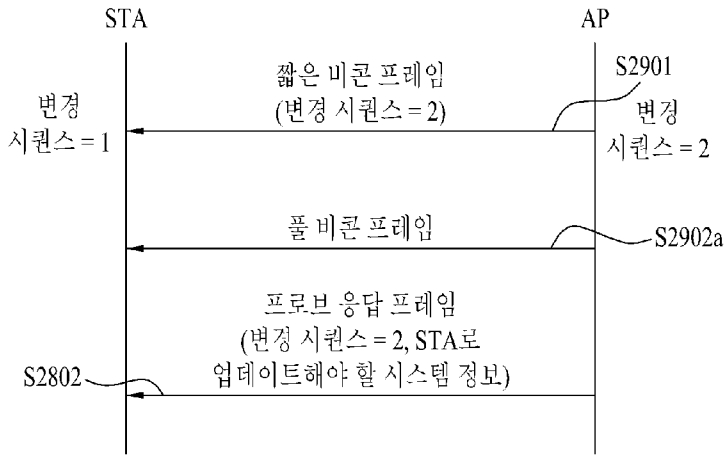 STA
AP
짧은 비콘 프레임
(변경 시퀀스 = 2)
S2901
변경
시퀀스 = 1
변경
시퀀스 = 2
풀 비콘 프레임
S2902a
프로브 응답 프레임
(변경 시퀀스 = 2, STA로
업데이트해야 할 시스템 정보)
S2802